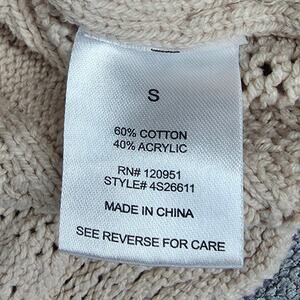 S
60% COTTON
40% ACRYLIC
RN# 120951
STYLE# 4S26611
MADE IN CHINA
SEE REVERSE FOR CARE